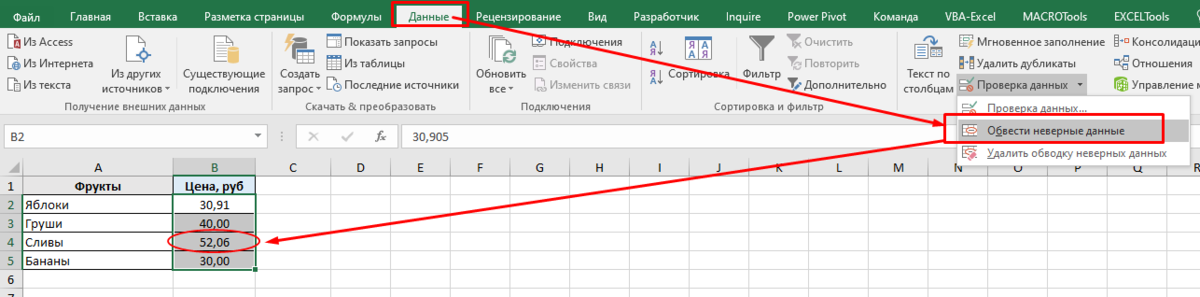 Файл Главная Вставка Разметка страницы Формулы Данные Рецензирование Вид Разработчик Inquire Power Pivot Команда VBA-Excel MACROTools EXCELTools
Из Access
Из Интернета
Из текста
Из других источников
Существующие подключения
Получение внешних данных
Создать запрос
Показать запросы
Из таблицы
Последние источники
Скачать & преобразовать
Обновить все
Подключения
Свойства
Изменить связи
Подключения
Сортировка
Фильтр
Очистить
Повторить
Дополнительно
Сортировка и фильтр
Текст по столбцам
Мгновенное заполнение
Удалить дубликаты
Проверка данных
Консолидац
Отношения
Управление м
Проверка данных...
Обвести неверные данные
Удалить обводку неверных данных
B2 fx 30,905
A B C D E F G H I J K L M N O P Q R
1 Фрукты Цена, руб
2 Яблоки 30,91
3 Груши 40,00
4 Сливы 52,06
5 Бананы 30,00
6
7